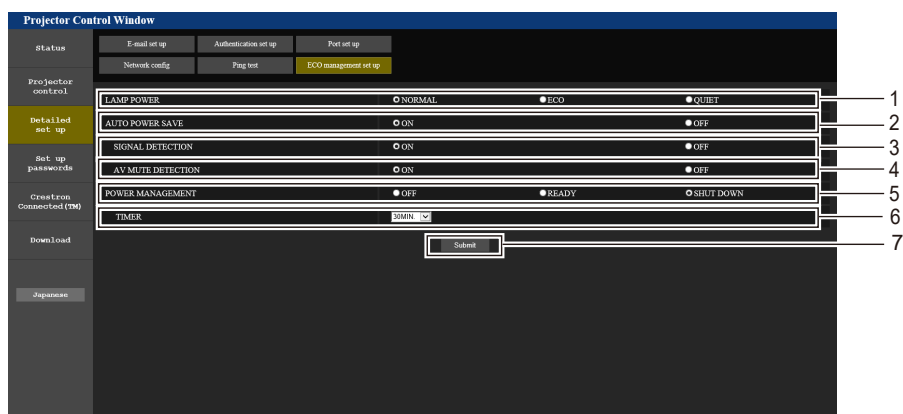 Projector Control Window
Status
E-mail set up Authentication set up Port set up
Network config Ping test ECO management set up
Projector
control
LAMP POWER NORMAL ECO QUIET 1
Detailed
set up
AUTO POWER SAVE ON OFF 2
SIGNAL DETECTION ON OFF 3
Set up
passwords
AV MUTE DETECTION ON OFF 4
POWER MANAGEMENT OFF READY SHUT DOWN 5
Crestron
Connected(TM)
TIMER 30MIN. 6
Download
Submit 7
Japanese